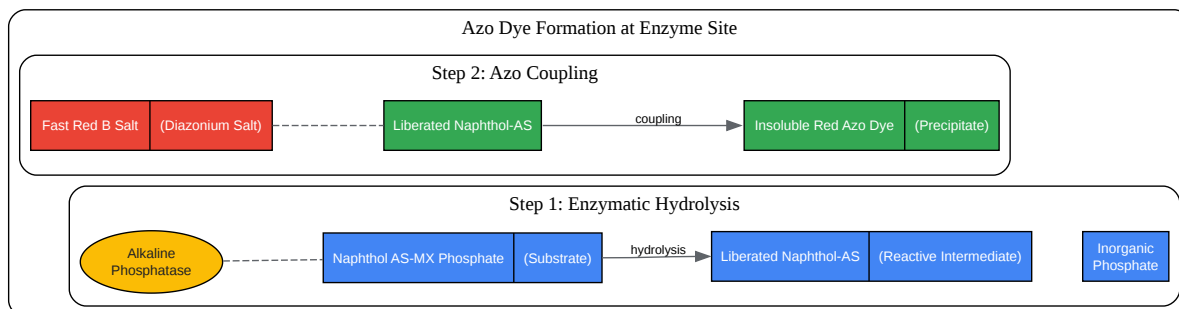 Azo Dye Formation at Enzyme Site
Step 2: Azo Coupling
Fast Red B Salt
(Diazonium Salt)
Liberated Naphthol-AS
coupling
Insoluble Red Azo Dye
(Precipitate)
Step 1: Enzymatic Hydrolysis
Alkaline
Phosphatase
Naphthol AS-MX Phosphate
(Substrate)
hydrolysis
Liberated Naphthol-AS
(Reactive Intermediate)
Inorganic
Phosphate